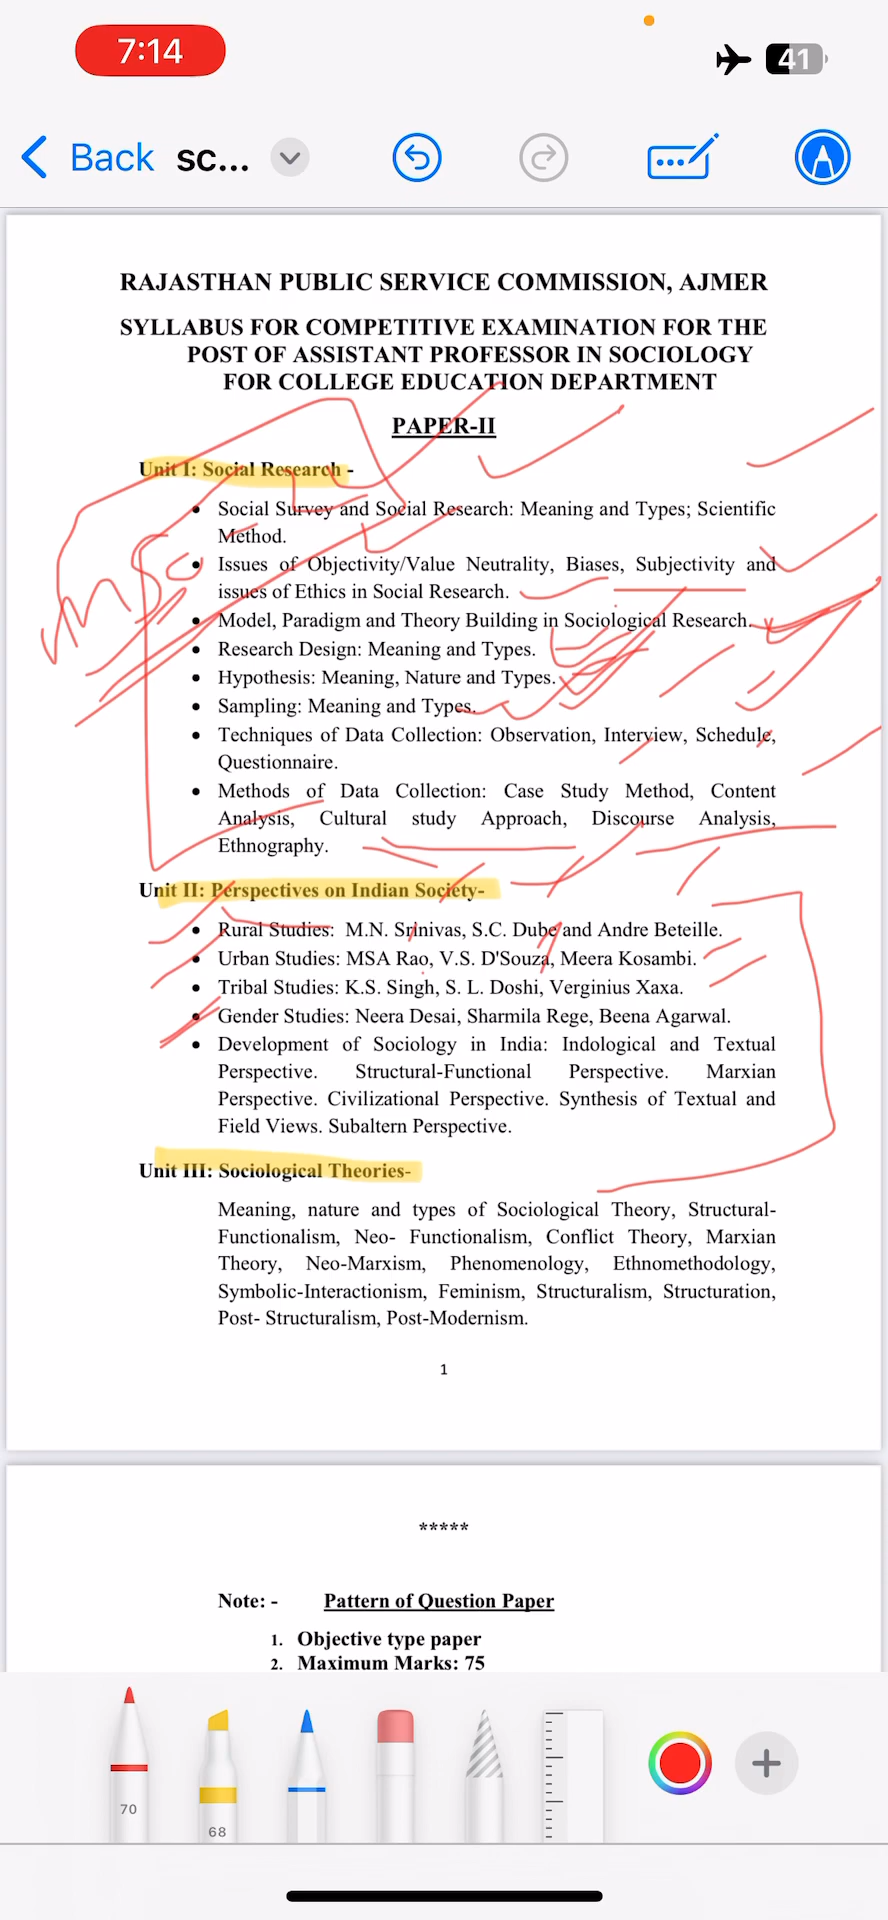 7:14
41
Back sc...
RAJASTHAN PUBLIC SERVICE COMMISSION, AJMER
SYLLABUS FOR COMPETITIVE EXAMINATION FOR THE
POST OF ASSISTANT PROFESSOR IN SOCIOLOGY
FOR COLLEGE EDUCATION DEPARTMENT
PAPER-II
Unit I: Social Research -
• Social Survey and Social Research: Meaning and Types; Scientific
Method.
• Issues of Objectivity/Value Neutrality, Biases, Subjectivity and
issues of Ethics in Social Research.
• Model, Paradigm and Theory Building in Sociological Research.
• Research Design: Meaning and Types.
• Hypothesis: Meaning, Nature and Types.
• Sampling: Meaning and Types.
• Techniques of Data Collection: Observation, Interview, Schedule,
Questionnaire.
• Methods of Data Collection: Case Study Method, Content
Analysis, Cultural study Approach, Discourse Analysis,
Ethnography.
Unit II: Perspectives on Indian Society-
• Rural Studies: M.N. Srinivas, S.C. Dube and Andre Beteille.
• Urban Studies: MSA Rao, V.S. D'Souza, Meera Kosambi.
• Tribal Studies: K.S. Singh, S. L. Doshi, Verginius Xaxa.
• Gender Studies: Neera Desai, Sharmila Rege, Beena Agarwal.
• Development of Sociology in India: Indological and Textual
Perspective. Structural-Functional Perspective. Marxian
Perspective. Civilizational Perspective. Synthesis of Textual and
Field Views. Subaltern Perspective.
Unit III: Sociological Theories-
Meaning, nature and types of Sociological Theory, Structural-
Functionalism, Neo- Functionalism, Conflict Theory, Marxian
Theory, Neo-Marxism, Phenomenology, Ethnomethodology,
Symbolic-Interactionism, Feminism, Structuralism, Structuration,
Post- Structuralism, Post-Modernism.
1
*****
Note: - Pattern of Question Paper
1. Objective type paper
2. Maximum Marks: 75
70
68